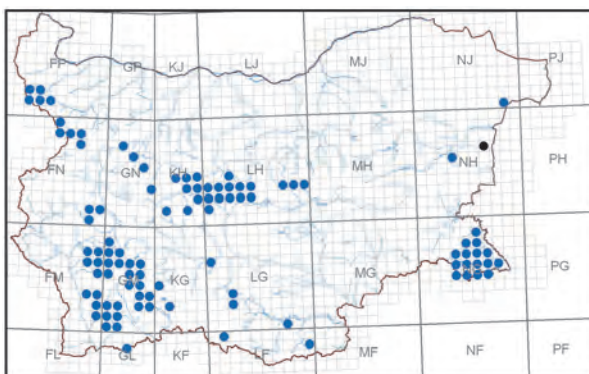 FP GP KJ LJ MJ NJ PJ
FN GN KH LH MH NH PH
FM KG LG MG PG
FL GL KF LF MF NF PF